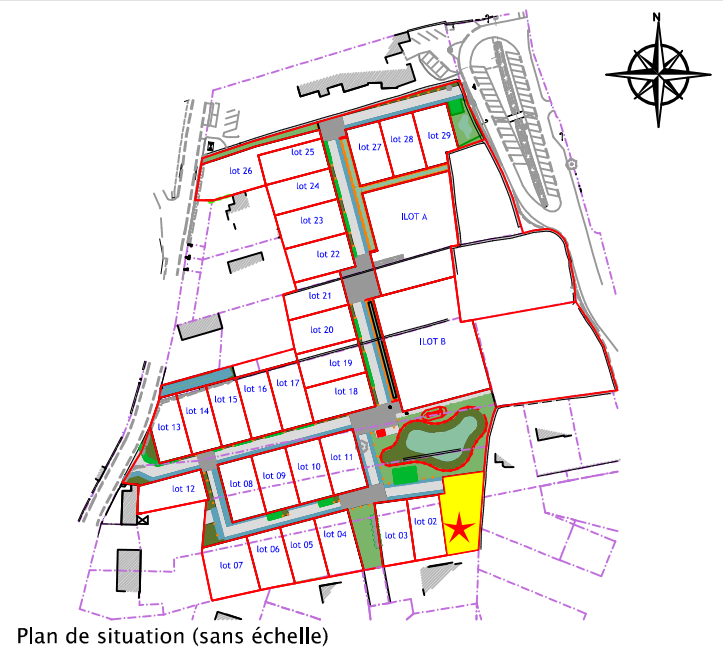 N
lot 29
lot 28
lot 27
lot 25
lot 26
lot 24
lot 23
ILOT A
lot 22
lot 21
lot 20
ILOT B
lot 19
lot 18
lot 17
lot 16
lot 15
lot 14
lot 13
lot 11
lot 10
lot 09
lot 08
lot 12
lot 02
lot 03
lot 04
lot 05
lot 06
lot 07
Plan de situation (sans échelle)